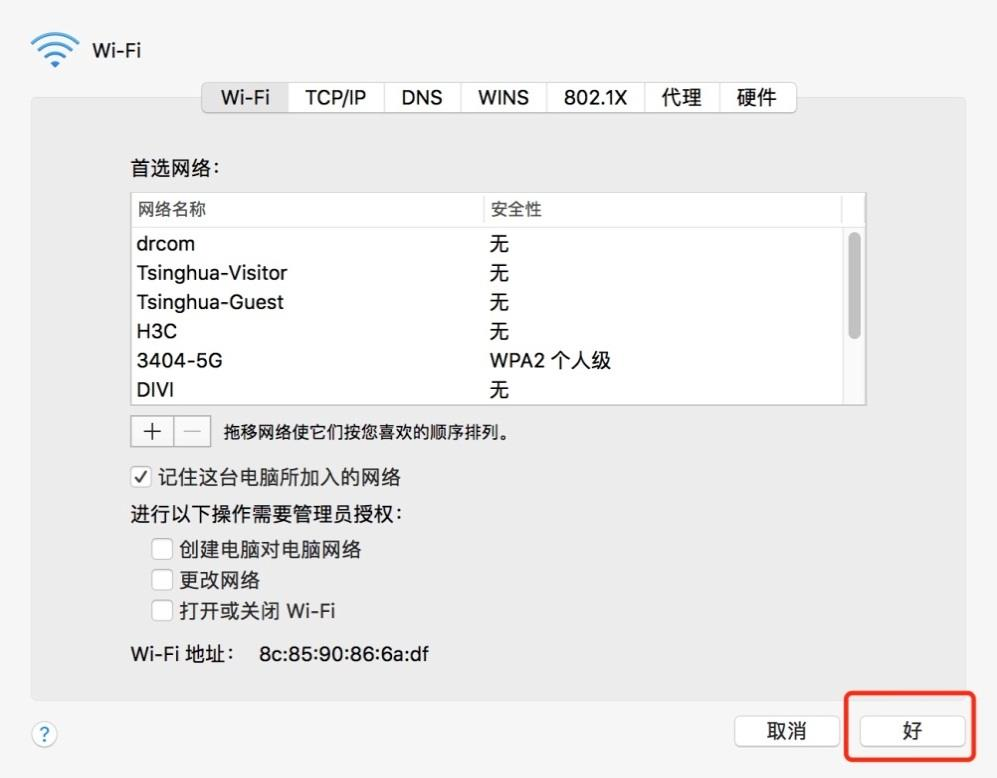 Wi-Fi
Wi-Fi TCP/IP DNS WINS 802.1X 代理 硬件
首选网络：
网络名称 安全性
drcom 无
Tsinghua-Visitor 无
Tsinghua-Guest 无
H3C 无
3404-5G WPA2 个人级
DIVI 无
+ − 拖移网络使它们按您喜欢的顺序排列。
记住这台电脑所加入的网络
进行以下操作需要管理员授权：
创建电脑对电脑网络
更改网络
打开或关闭 Wi-Fi
Wi-Fi 地址： 8c:85:90:86:6a:df
? 取消 好